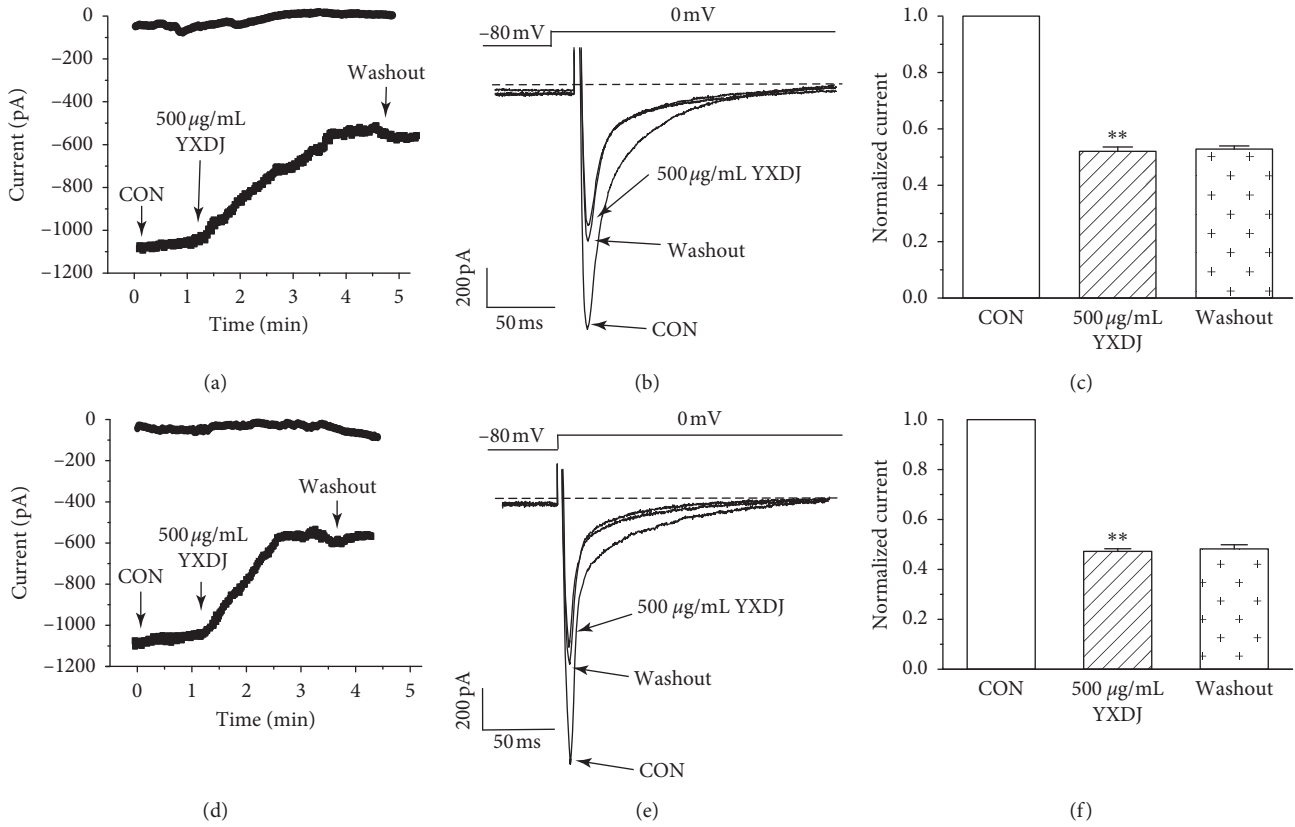 0
−200
−400
−600
−800
−1000
−1200
Current (pA)
CON
500 μg/mL
YXDJ
Washout
0 1 2 3 4 5
Time (min)
(a)
−80 mV
0 mV
500 μg/mL YXDJ
Washout
CON
200 pA
50 ms
(b)
1.0
0.8
0.6
0.4
0.2
0.0
Normalized current
**
CON
500 μg/mL
YXDJ
Washout
(c)
0
−200
−400
−600
−800
−1000
−1200
Current (pA)
CON
500 μg/mL
YXDJ
Washout
0 1 2 3 4 5
Time (min)
(d)
−80 mV
0 mV
500 μg/mL YXDJ
Washout
CON
200 pA
50 ms
(e)
1.0
0.8
0.6
0.4
0.2
0.0
Normalized current
**
CON
500 μg/mL
YXDJ
Washout
(f)